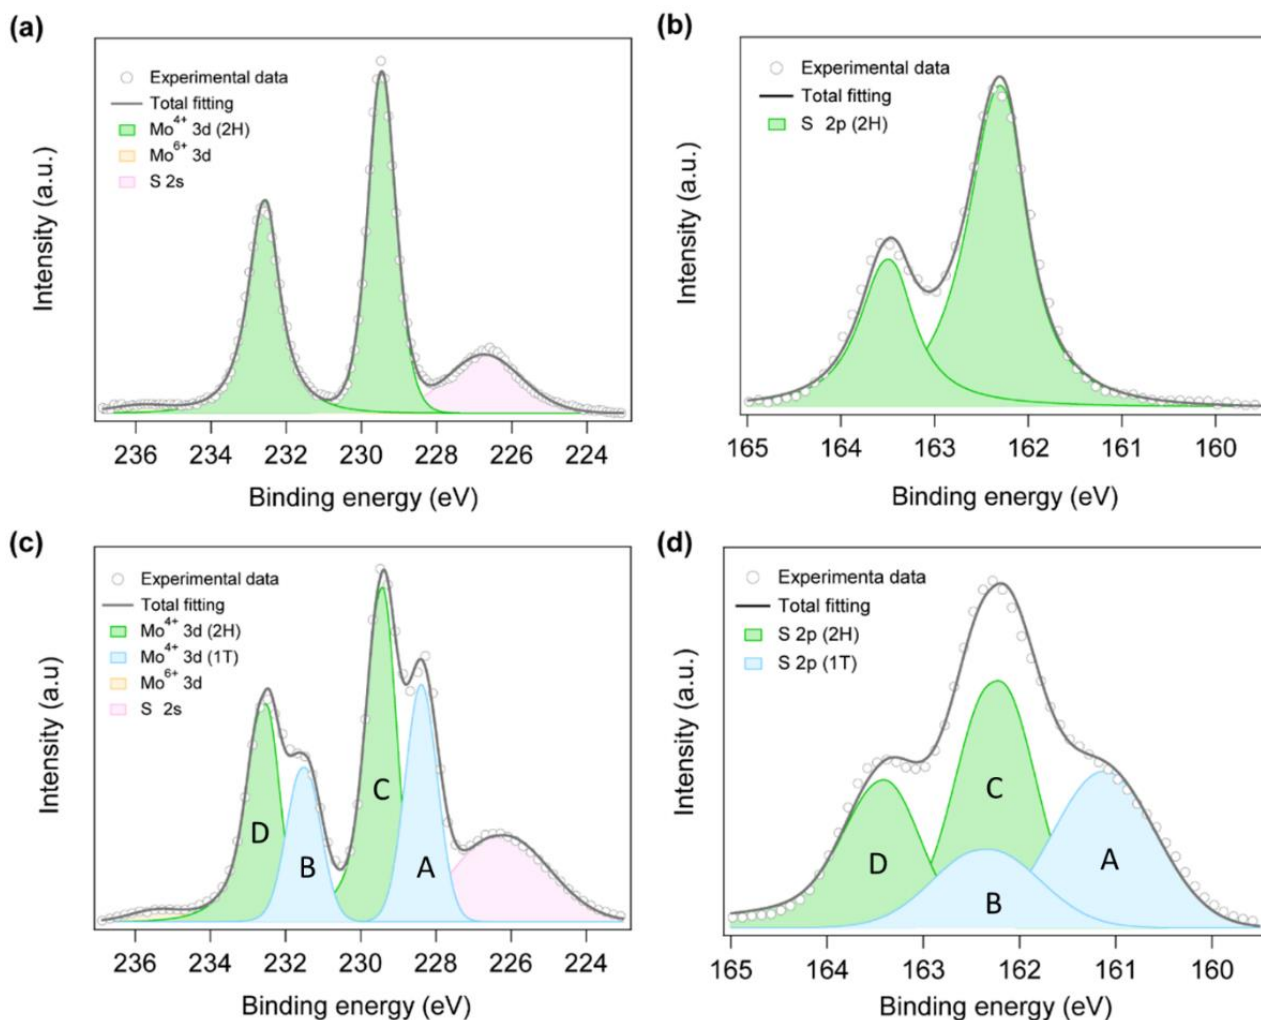 (a)
Experimental data
Total fitting
Mo4+ 3d (2H)
Mo6+ 3d
S 2s
Intensity (a.u.)
236 234 232 230 228 226 224
Binding energy (eV)
(b)
Experimental data
Total fitting
S 2p (2H)
Intensity (a.u.)
165 164 163 162 161 160
Binding energy (eV)
(c)
Experimental data
Total fitting
Mo4+ 3d (2H)
Mo4+ 3d (1T)
Mo6+ 3d
S 2s
D
B
C
A
Intensity (a.u)
236 234 232 230 228 226 224
Binding energy (eV)
(d)
Experimenta data
Total fitting
S 2p (2H)
S 2p (1T)
D
C
B
A
Intensity (a.u.)
165 164 163 162 161 160
Binding energy (eV)